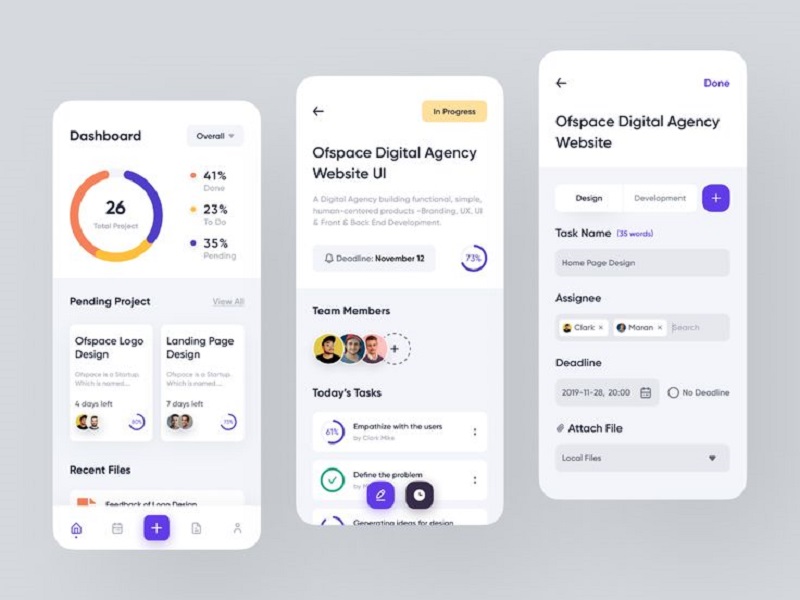 Dashboard
Overall
26
Total Project
41%
Done
23%
To Do
35%
Pending
Pending Project
View All
Ofspace Logo
Design
Ofspace is a Startup.
Which is named....
4 days left
Landing Page
Design
Ofspace is a Startup.
Which is named....
7 days left
Recent Files
Feedback of Logo Design
In Progress
Ofspace Digital Agency
Website UI
A Digital Agency building functional, simple,
human-centered products –Branding, UX, UI
& Front & Back End Development.
Deadline: November 12
73%
Team Members
+
Today's Tasks
61%
Empathize with the users
by Clark Mike
Define the problem
by
Generating ideas for design
Done
Ofspace Digital Agency
Website
Design
Development
+
Task Name (35 words)
Home Page Design
Assignee
Clark ×
Maran ×
Search
Deadline
2019-11-28, 20:00
No Deadline
Attach File
Local Files